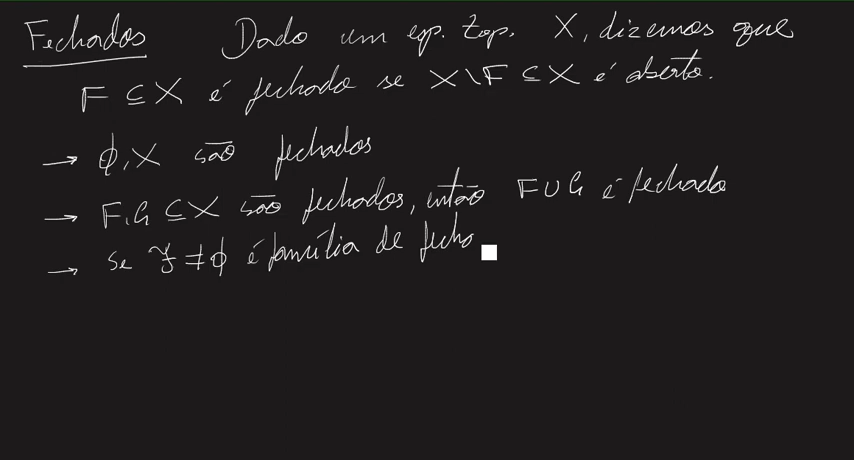 Fechados Dado um esp. top. X, dizemos que
F ⊆ X é fechado se X\F ⊆ X é aberto.
→ ϕ, X são fechados
→ F, G ⊆ X são fechados, então F ∪ G é fechado
→ se ℱ ≠ ϕ é família de fecho